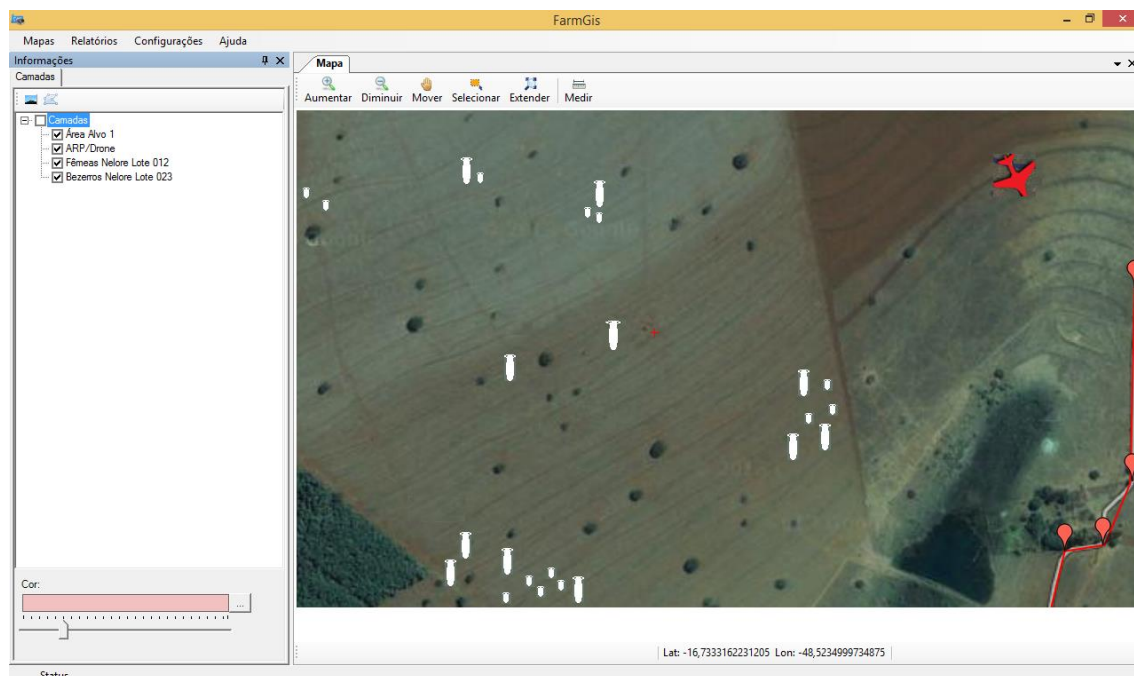 FarmGis
Mapas Relatórios Configurações Ajuda
Informações
Camadas
Mapa
Aumentar Diminuir Mover Selecionar Extender Medir
Camadas
Área Alvo 1
ARP/Drone
Fêmeas Nelore Lote 012
Bezerros Nelore Lote 023
Cor:
...
Lat: -16,7333162231205 Lon: -48,5234999734875
Status